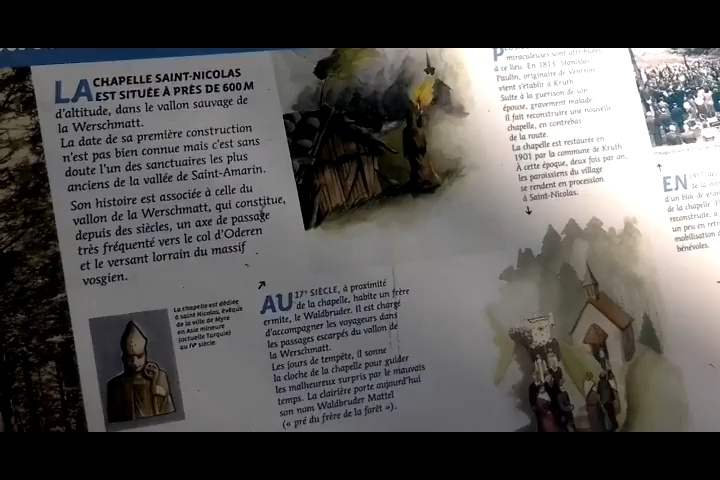 LA CHAPELLE SAINT-NICOLAS
EST SITUÉE À PRÈS DE 600 M
d'altitude, dans le vallon sauvage de
la Werschmatt.
La date de sa première construction
n'est pas bien connue mais c'est sans
doute l'un des sanctuaires les plus
anciens de la vallée de Saint-Amarin.
Son histoire est associée à celui du
vallon de la Werschmatt, qui constitue,
depuis des siècles, un axe de passage
très fréquenté vers le col d'Oderen
et le versant lorrain du massif
vosgien.
La chapelle est dédiée
à saint Nicolas, évêque
de la ville de Myre
en Asie mineure
(actuelle Turquie)
au IVe siècle.
AU 17e SIÈCLE, à proximité
de la chapelle, habite un frère
ermite, le Waldbruder. Il est chargé
d'accompagner les voyageurs dans
les passages escarpés du vallon de
la Werschmatt.
Les jours de tempête, il sonne
la cloche de la chapelle pour guider
les malheureux surpris par le mauvais
temps. La clairière porte aujourd'hui
son nom Waldbruder Mattel
(« pré du frère de la forêt »).
miraculeuses sont
à ce lieu. En 1813, Stanislas
Paulin, originaire de Ventron
vient s'établir à Kruth
Suite à la guérison de son
épouse, gravement malade
il fait reconstruire une nouvelle
chapelle, en contrebas
de la route.
La chapelle est restaurée en
1901 par la commune de Kruth
À cette époque, deux fois par an,
les paroissiens du village
se rendent en procession
à Saint-Nicolas.
EN
d'un
de la chapelle
reconstruite,
un peu en
mobilisation
bénévoles.